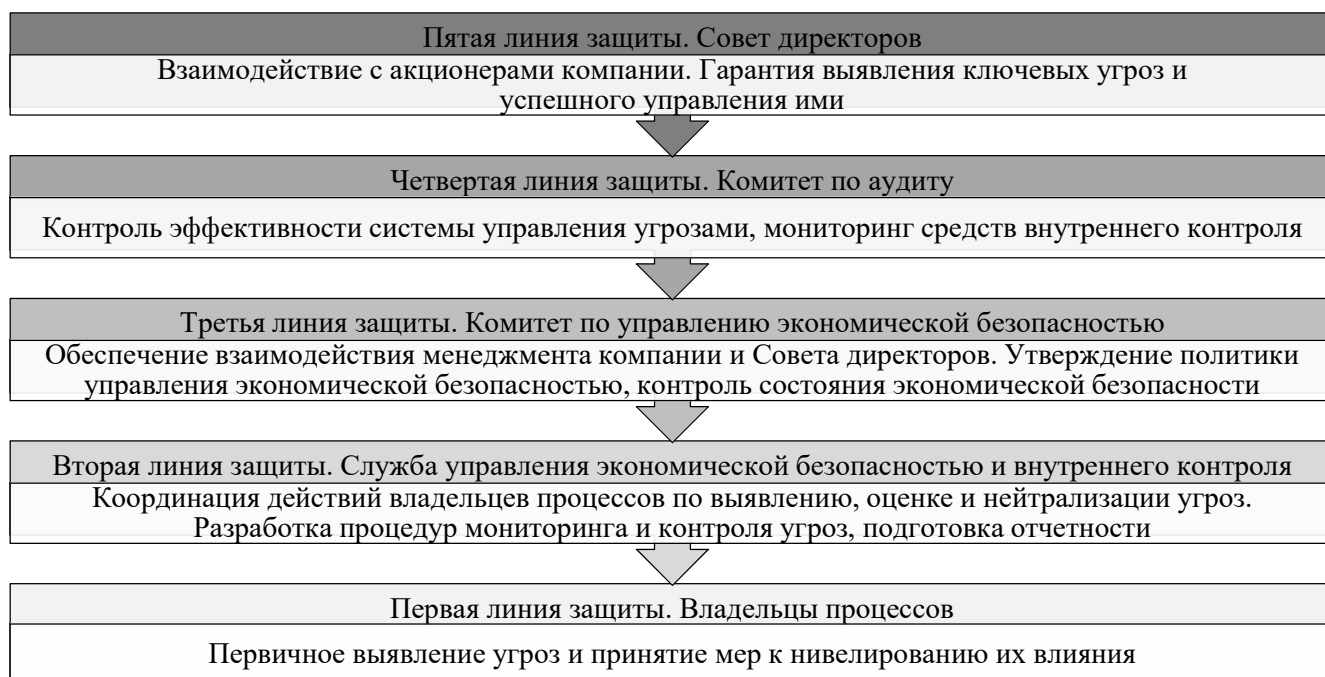 Пятая линия защиты. Совет директоров
Взаимодействие с акционерами компании. Гарантия выявления ключевых угроз и
успешного управления ими
Четвертая линия защиты. Комитет по аудиту
Контроль эффективности системы управления угрозами, мониторинг средств внутреннего контроля
Третья линия защиты. Комитет по управлению экономической безопасностью
Обеспечение взаимодействия менеджмента компании и Совета директоров. Утверждение политики
управления экономической безопасностью, контроль состояния экономической безопасности
Вторая линия защиты. Служба управления экономической безопасностью и внутреннего контроля
Координация действий владельцев процессов по выявлению, оценке и нейтрализации угроз.
Разработка процедур мониторинга и контроля угроз, подготовка отчетности
Первая линия защиты. Владельцы процессов
Первичное выявление угроз и принятие мер к нивелированию их влияния